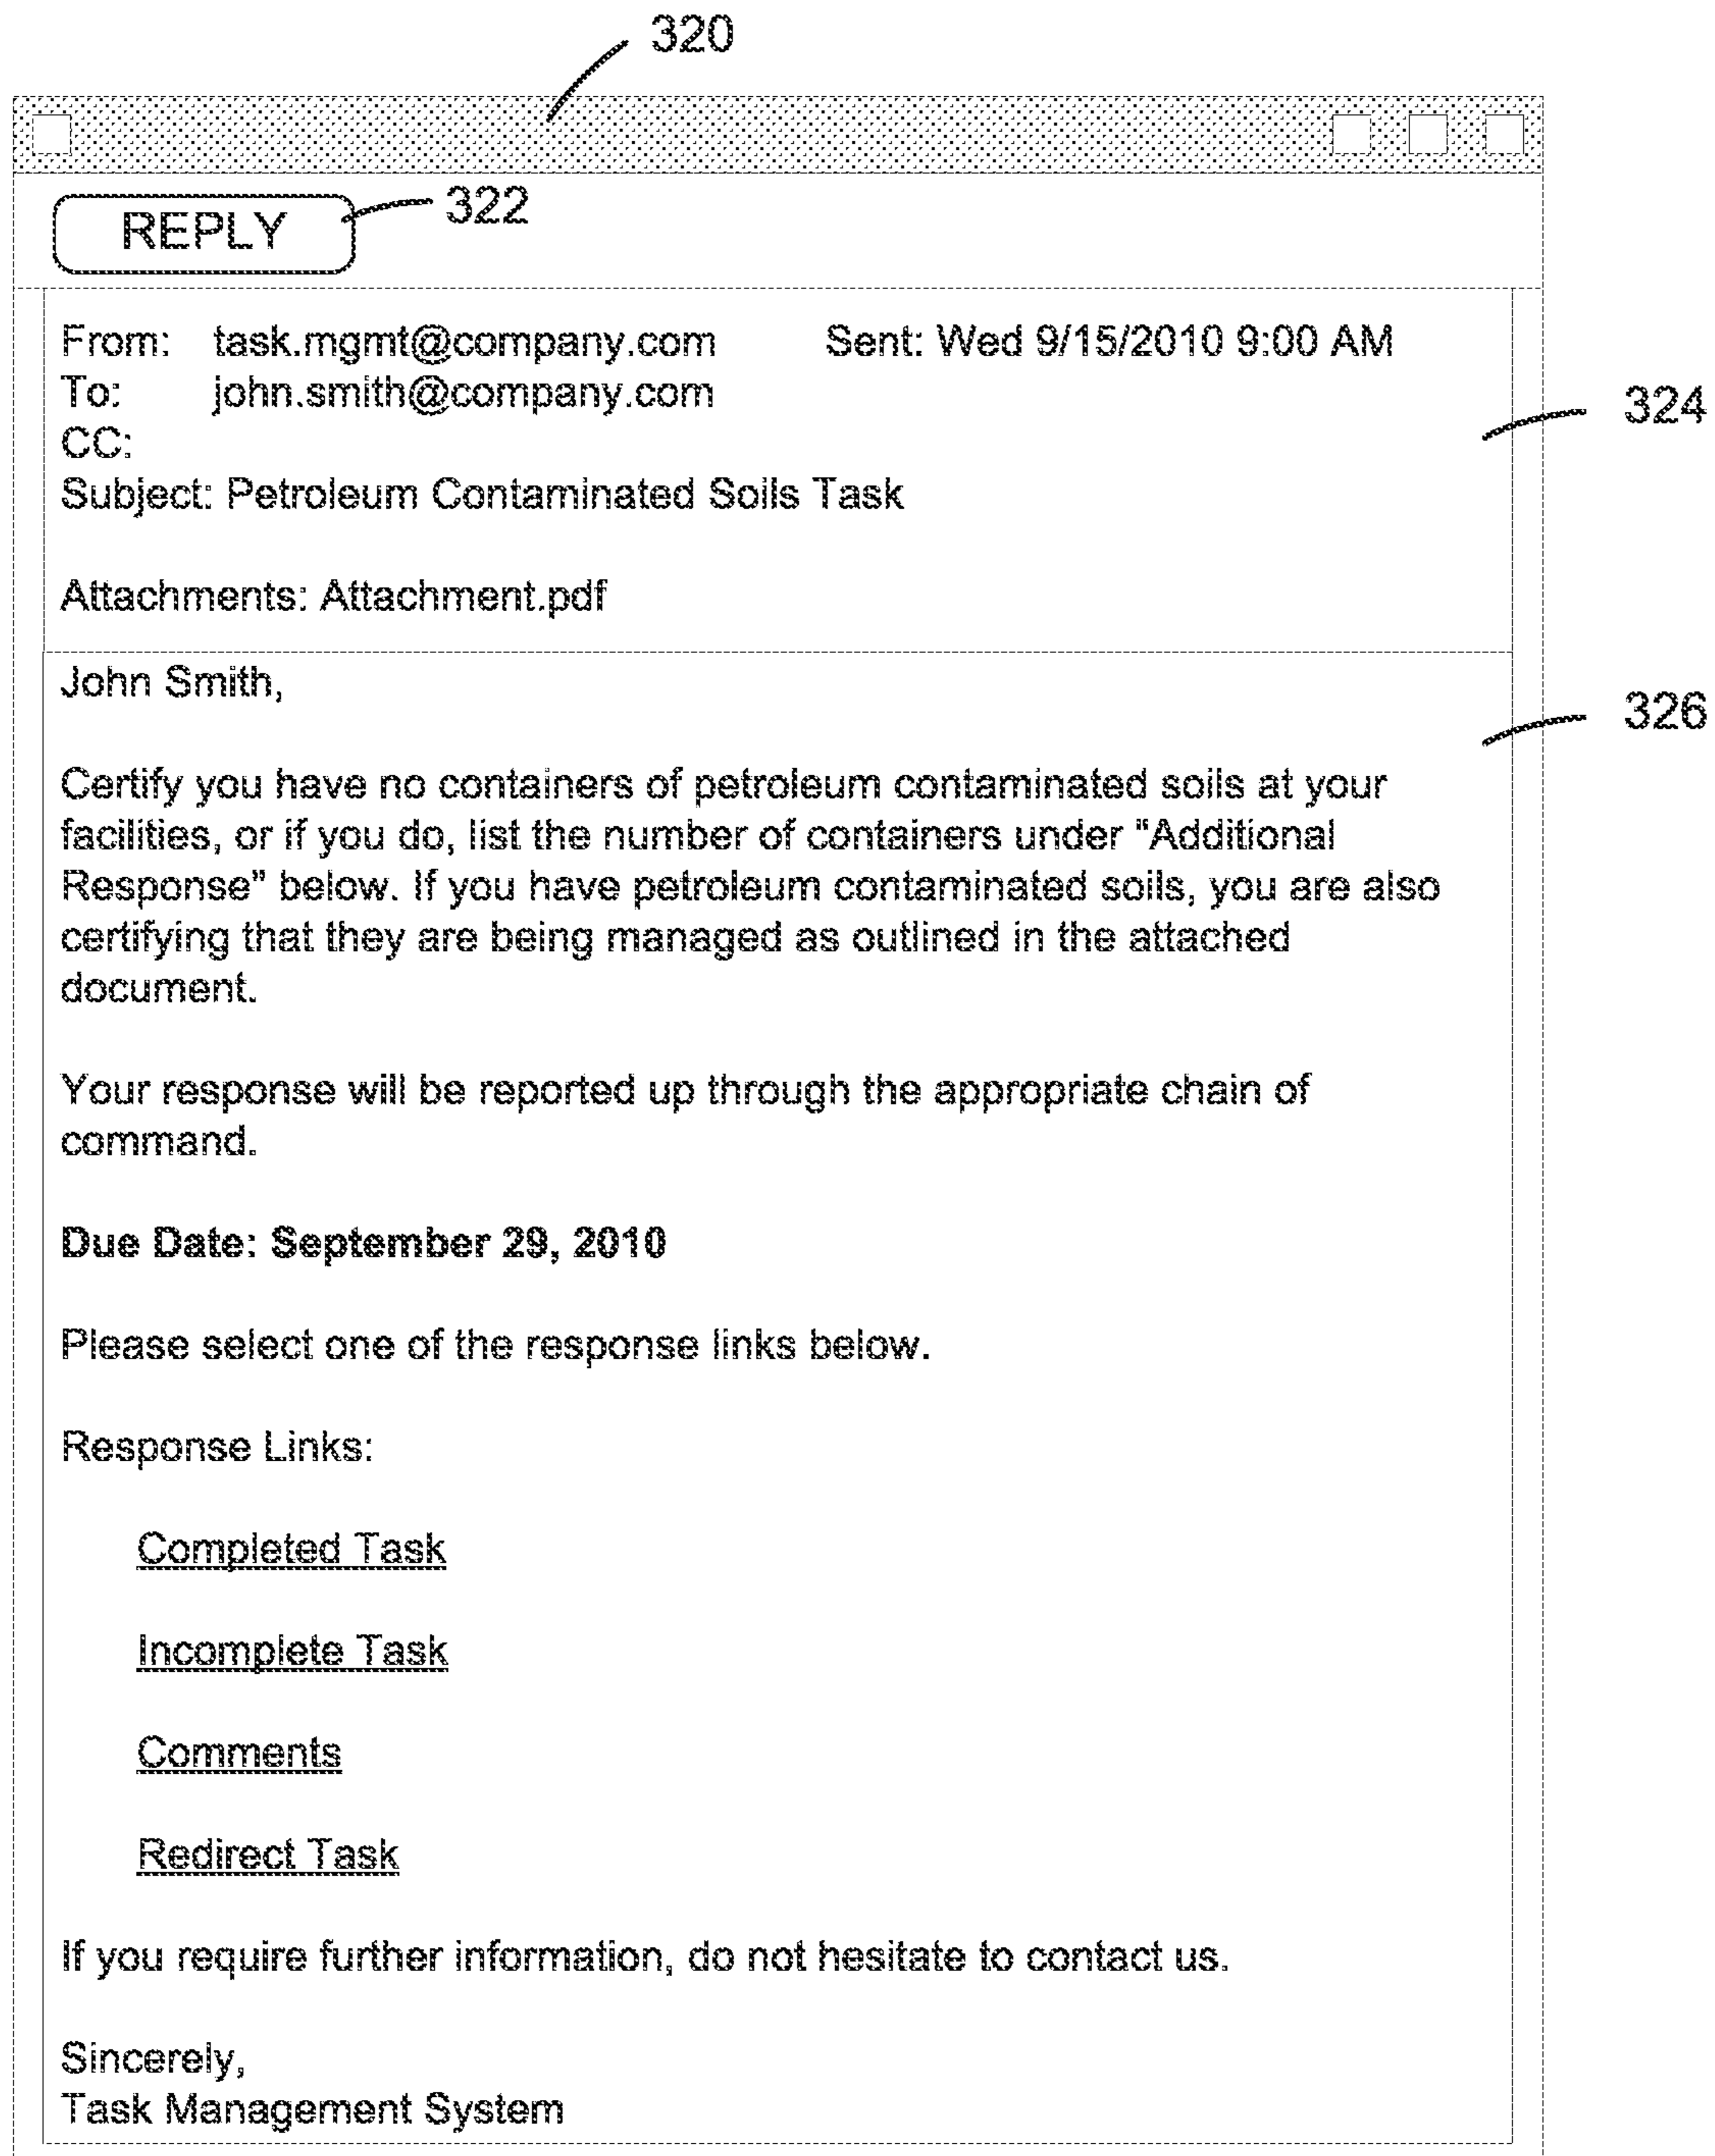 320
REPLY 322
From: task.mgmt@company.com Sent: Wed 9/15/2010 9:00 AM
To: john.smith@company.com
324
CC:
Subject: Petroleum Contaminated Soils Task
Attachments: Attachment.pdf
John Smith,
326
Certify you have no containers of petroleum contaminated soils at your
facilities, or if you do, list the number of containers under "Additional
Response" below. If you have petroleum contaminated soils, you are also
certifying that they are being managed as outlined in the attached
document.
Your response will be reported up through the appropriate chain of
command.
Due Date: September 29, 2010
Please select one of the response links below.
Response Links:
Completed Task
Incomplete Task
Comments
Redirect Task
If you require further information, do not hesitate to contact us.
Sincerely,
Task Management System